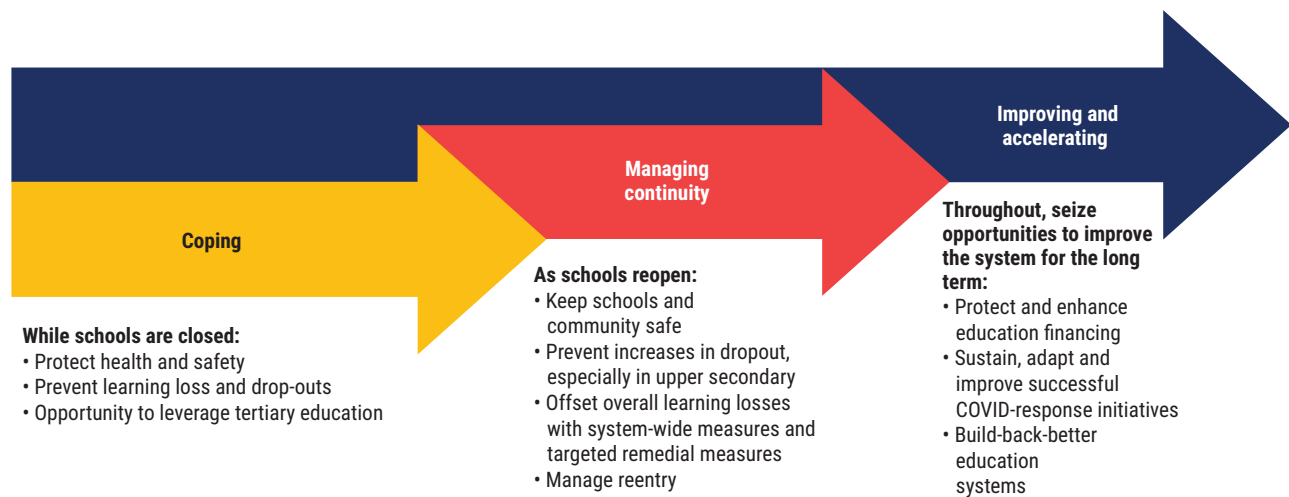 Coping
While schools are closed:
• Protect health and safety
• Prevent learning loss and drop-outs
• Opportunity to leverage tertiary education
Managing
continuity
As schools reopen:
• Keep schools and
community safe
• Prevent increases in dropout,
especially in upper secondary
• Offset overall learning losses
with system-wide measures and
targeted remedial measures
• Manage reentry
Improving and
accelerating
Throughout, seize
opportunities to improve
the system for the long
term:
• Protect and enhance
education financing
• Sustain, adapt and
improve successful
COVID-response initiatives
• Build-back-better
education
systems